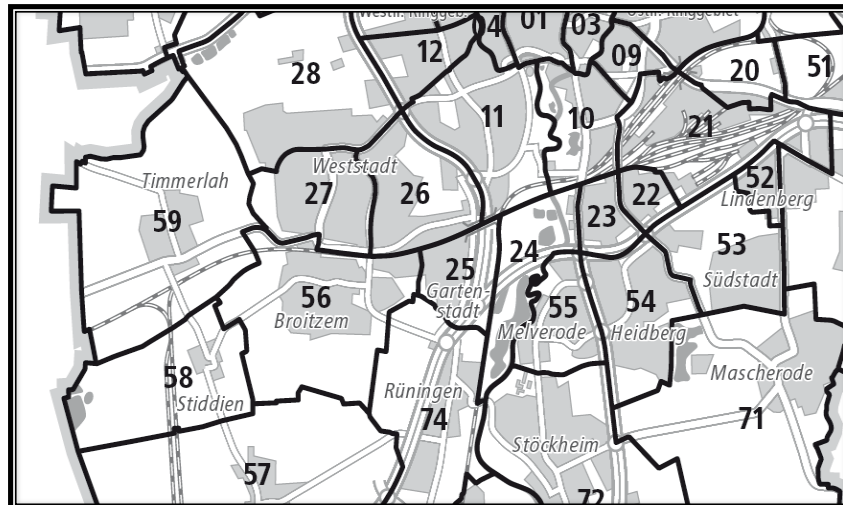 04
01
03
12
09
20
51
28
11
10
21
Weststadt
Timmerlah
27
26
22
52
Lindenberg
59
23
24
53
25
Südstadt
56
Garten-
stadt
55
54
Broitzem
Melverode
Heidberg
58
Stiddien
Rüningen
74
Mascherode
71
Stöckheim
57
72